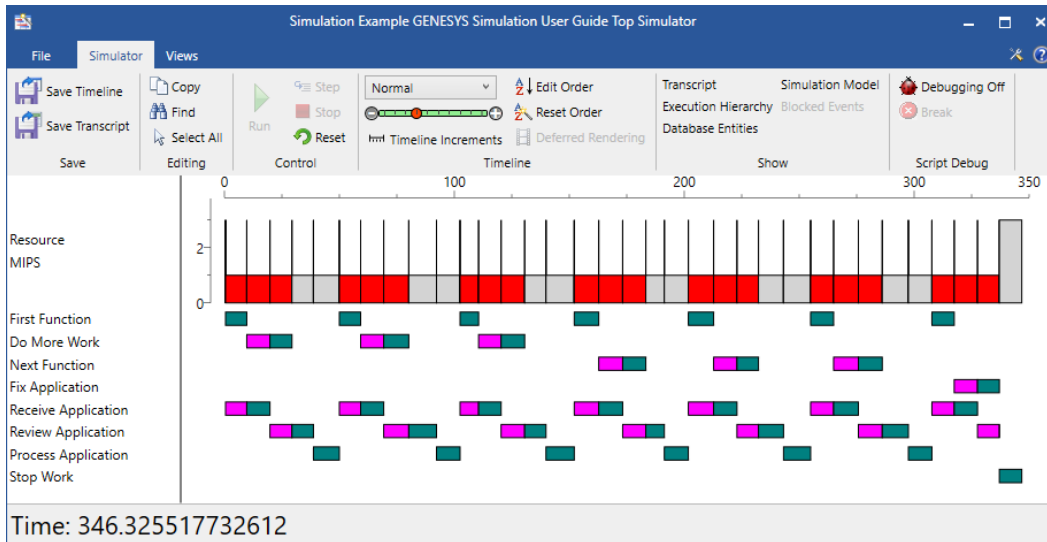 Simulation Example GENESYS Simulation User Guide Top Simulator
File Simulator Views
Save Timeline Copy Step Normal Edit Order Transcript Simulation Model Debugging Off
Save Transcript Find Run Stop Reset Order Execution Hierarchy Blocked Events Break
Select All Reset Timeline Increments Deferred Rendering Database Entities
Save Editing Control Timeline Show Script Debug
0 100 200 300 350
Resource 2
MIPS
0
First Function
Do More Work
Next Function
Fix Application
Receive Application
Review Application
Process Application
Stop Work
Time: 346.325517732612